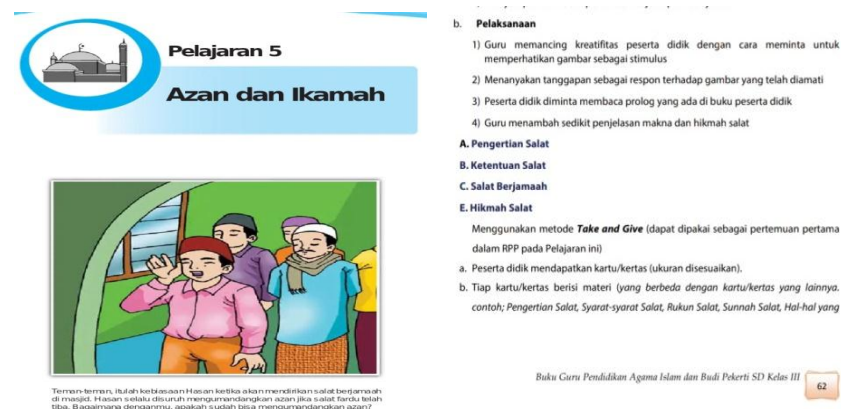 Pelajaran 5
Azan dan Ikamah
Teman-teman, itulah kebiasaan Hasan ketika akan mendirikan salat berjamaah
di masjid. Hasan selalu disuruh mengumandangkan azan jika salat fardu telah
tiba. Bagaimana denganmu, apakah sudah bisa mengumandangkan azan?
b. Pelaksanaan
1) Guru memancing kreatifitas peserta didik dengan cara meminta untuk
memperhatikan gambar sebagai stimulus
2) Menanyakan tanggapan sebagai respon terhadap gambar yang telah diamati
3) Peserta didik diminta membaca prolog yang ada di buku peserta didik
4) Guru menambah sedikit penjelasan makna dan hikmah salat
A. Pengertian Salat
B. Ketentuan Salat
C. Salat Berjamaah
E. Hikmah Salat
Menggunakan metode Take and Give (dapat dipakai sebagai pertemuan pertama
dalam RPP pada Pelajaran ini)
a. Peserta didik mendapatkan kartu/kertas (ukuran disesuaikan).
b. Tiap kartu/kertas berisi materi (yang berbeda dengan kartu/kertas yang lainnya.
contoh; Pengertian Salat, Syarat-syarat Salat, Rukun Salat, Sunnah Salat, Hal-hal yang
Buku Guru Pendidikan Agama Islam dan Budi Pekerti SD Kelas III
62